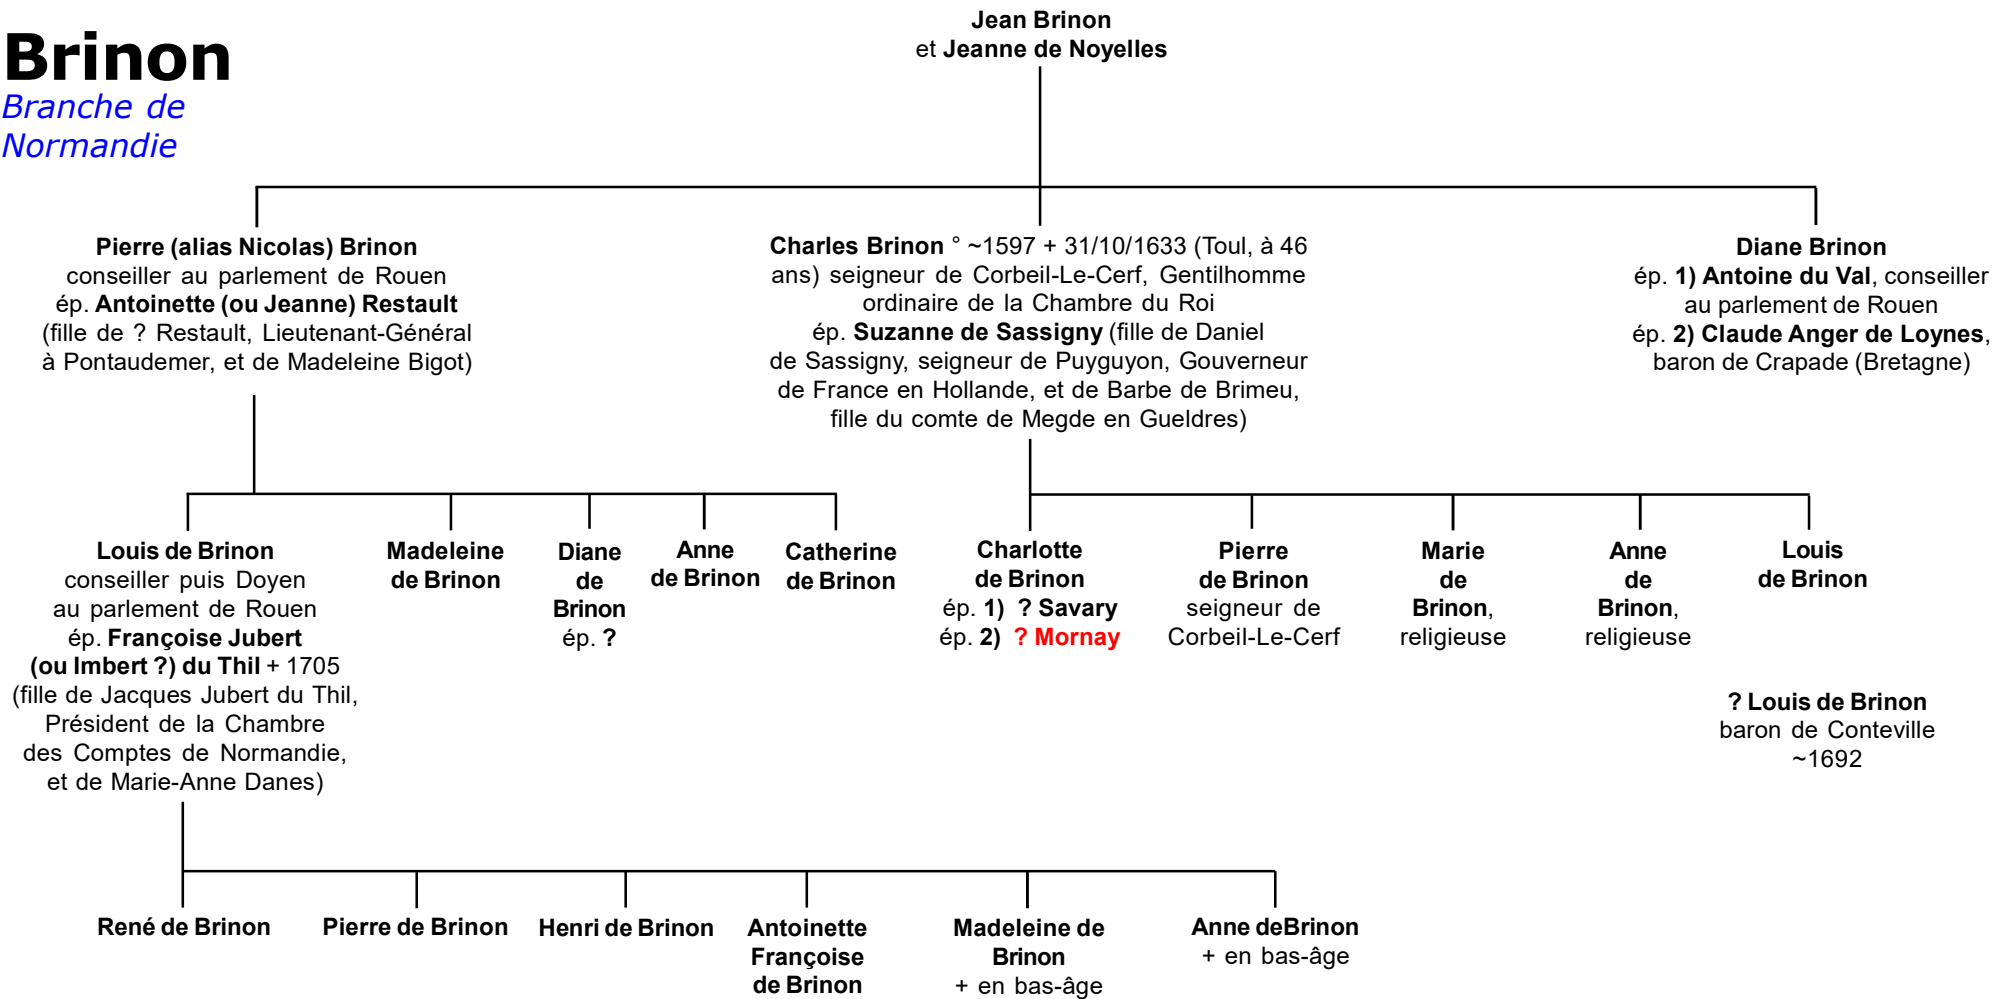 Brinon
Branche de
Normandie
Jean Brinon
et Jeanne de Noyelles
Pierre (alias Nicolas) Brinon
conseiller au parlement de Rouen
ép. Antoinette (ou Jeanne) Restault
(fille de ? Restault, Lieutenant-Général
à Pontaudemer, et de Madeleine Bigot)
Charles Brinon ° ~1597 + 31/10/1633 (Toul, à 46
ans) seigneur de Corbeil-Le-Cerf, Gentilhomme
ordinaire de la Chambre du Roi
ép. Suzanne de Sassigny (fille de Daniel
de Sassigny, seigneur de Puyguyon, Gouverneur
de France en Hollande, et de Barbe de Brimeu,
fille du comte de Megde en Gueldres)
Diane Brinon
ép. 1) Antoine du Val, conseiller
au parlement de Rouen
ép. 2) Claude Anger de Loynes,
baron de Crapade (Bretagne)
Louis de Brinon
conseiller puis Doyen
au parlement de Rouen
ép. Françoise Jubert
(ou Imbert ?) du Thil + 1705
(fille de Jacques Jubert du Thil,
Président de la Chambre
des Comptes de Normandie,
et de Marie-Anne Danes)
Madeleine
de Brinon
Diane
de
Brinon
ép. ?
Anne
de Brinon
Catherine
de Brinon
Charlotte
de Brinon
ép. 1) ? Savary
ép. 2) ? Mornay
Pierre
de Brinon
seigneur de
Corbeil-Le-Cerf
Marie
de
Brinon,
religieuse
Anne
de
Brinon,
religieuse
Louis
de Brinon
? Louis de Brinon
baron de Conteville
~1692
René de Brinon
Pierre de Brinon
Henri de Brinon
Antoinette
Françoise
de Brinon
Madeleine de
Brinon
+ en bas-âge
Anne deBrinon
+ en bas-âge